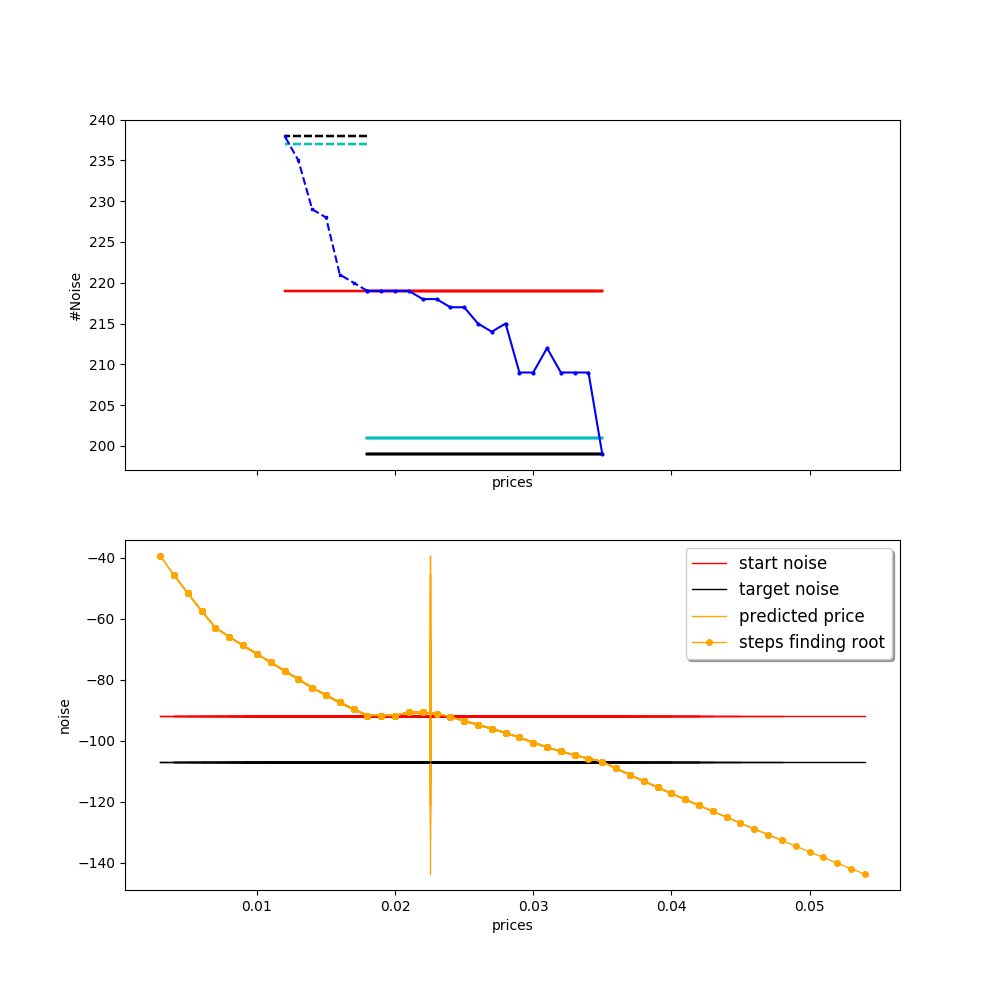 240
235
230
225
220
215
210
205
200
#Noise
prices
−40
−60
−80
−100
−120
−140
noise
start noise
target noise
predicted price
steps finding root
0.01 0.02 0.03 0.04 0.05
prices